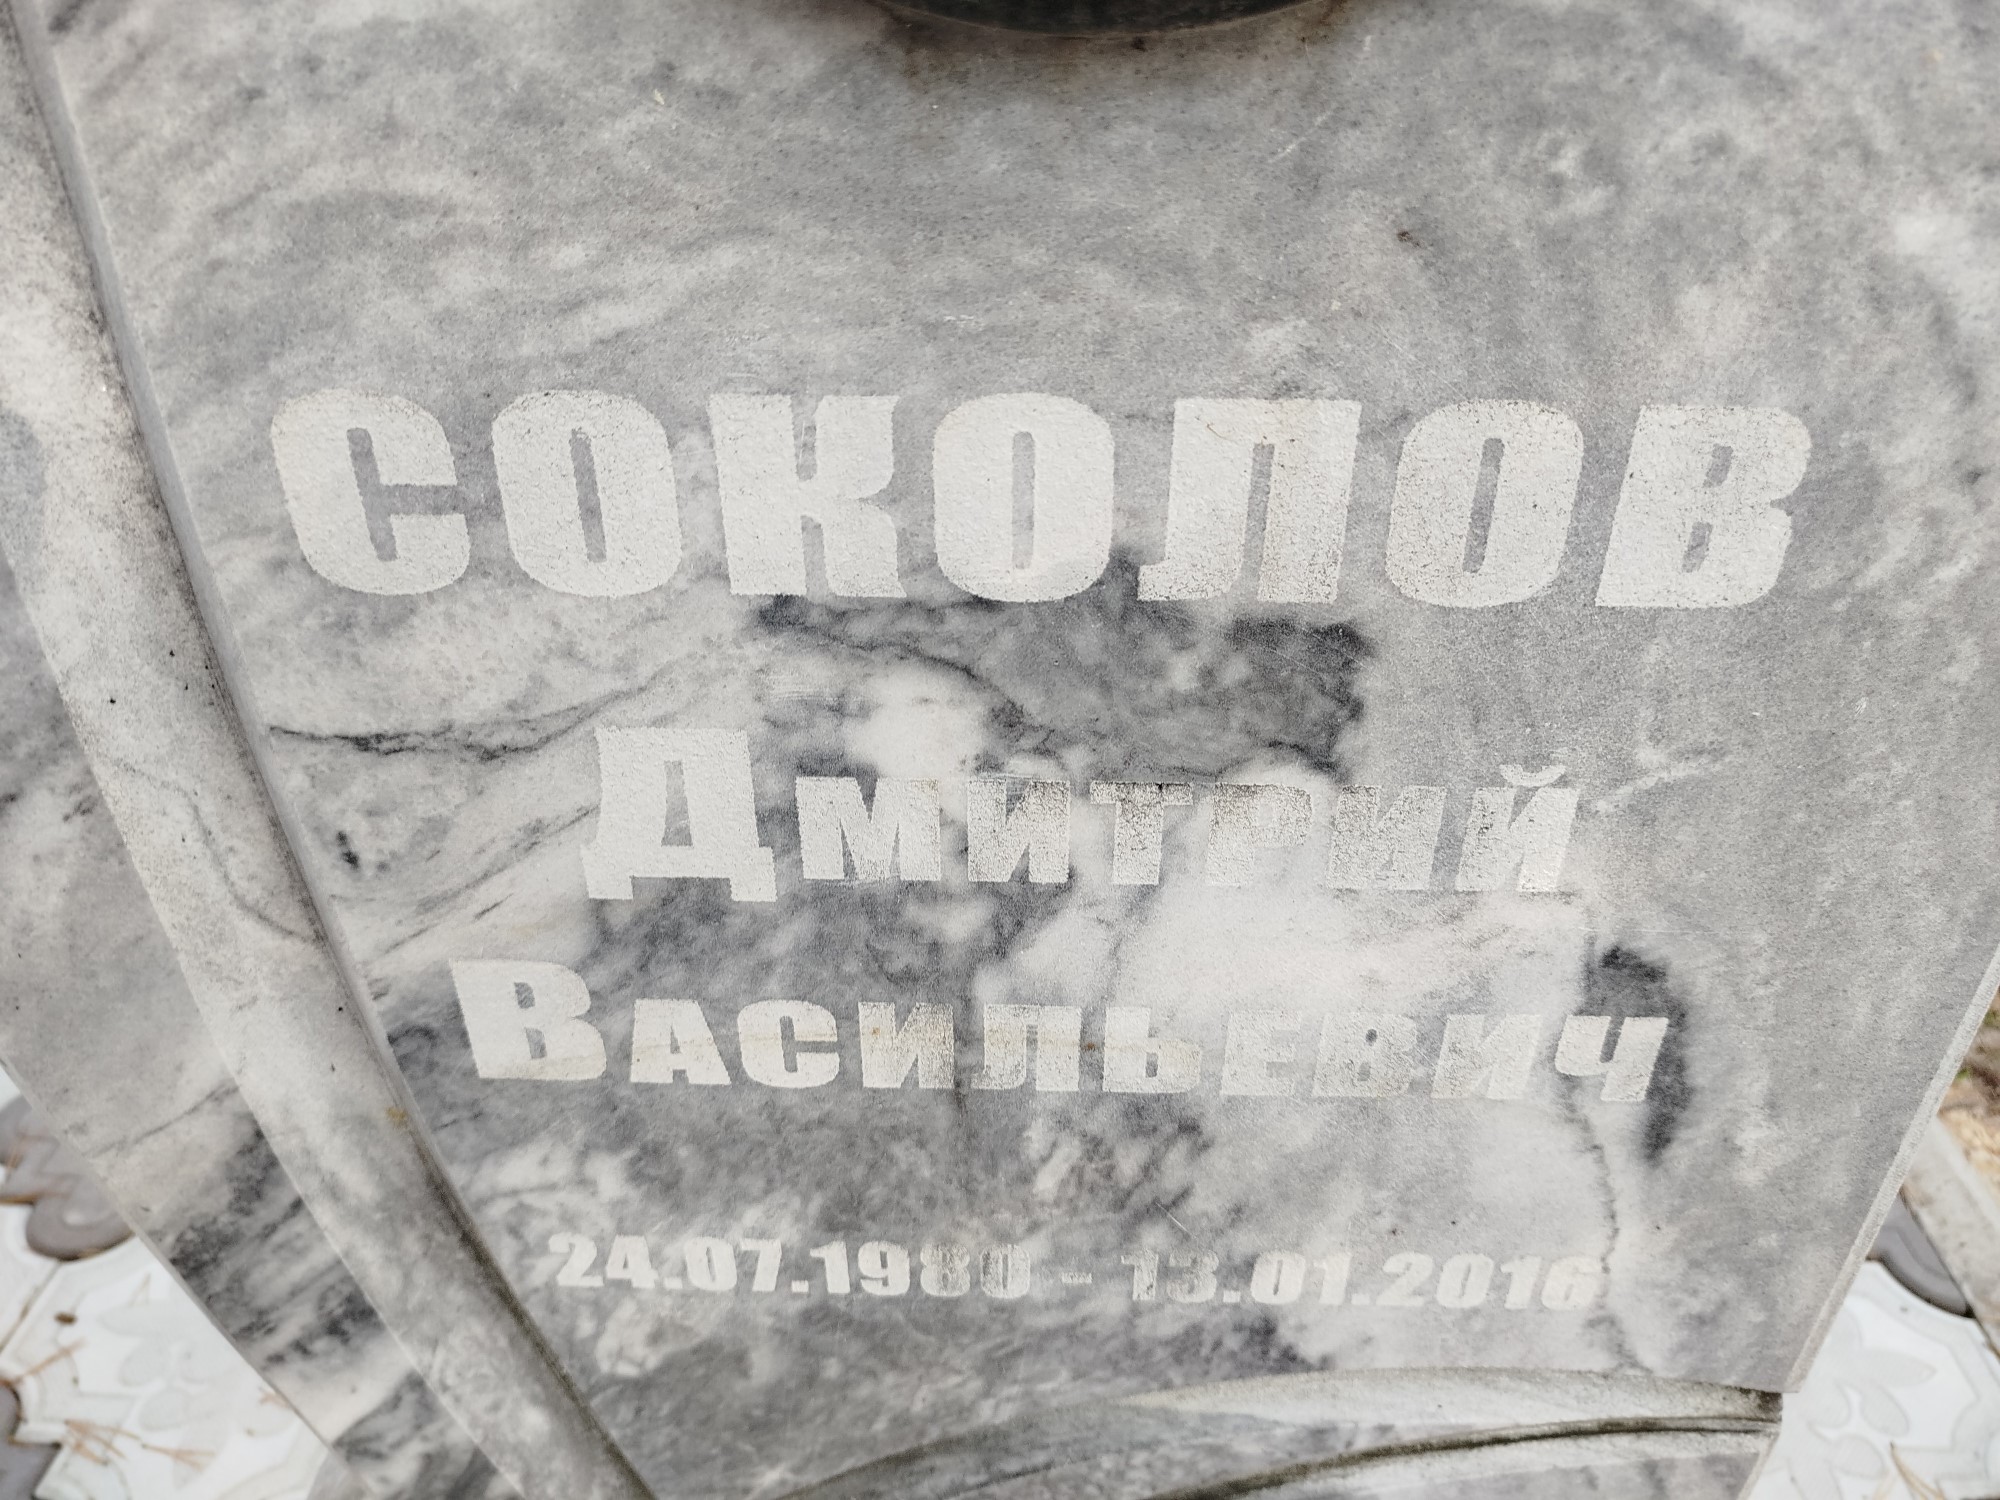 СОКОЛОВ
Дмитрий
Васильевич
24.07.1980 - 13.01.2016